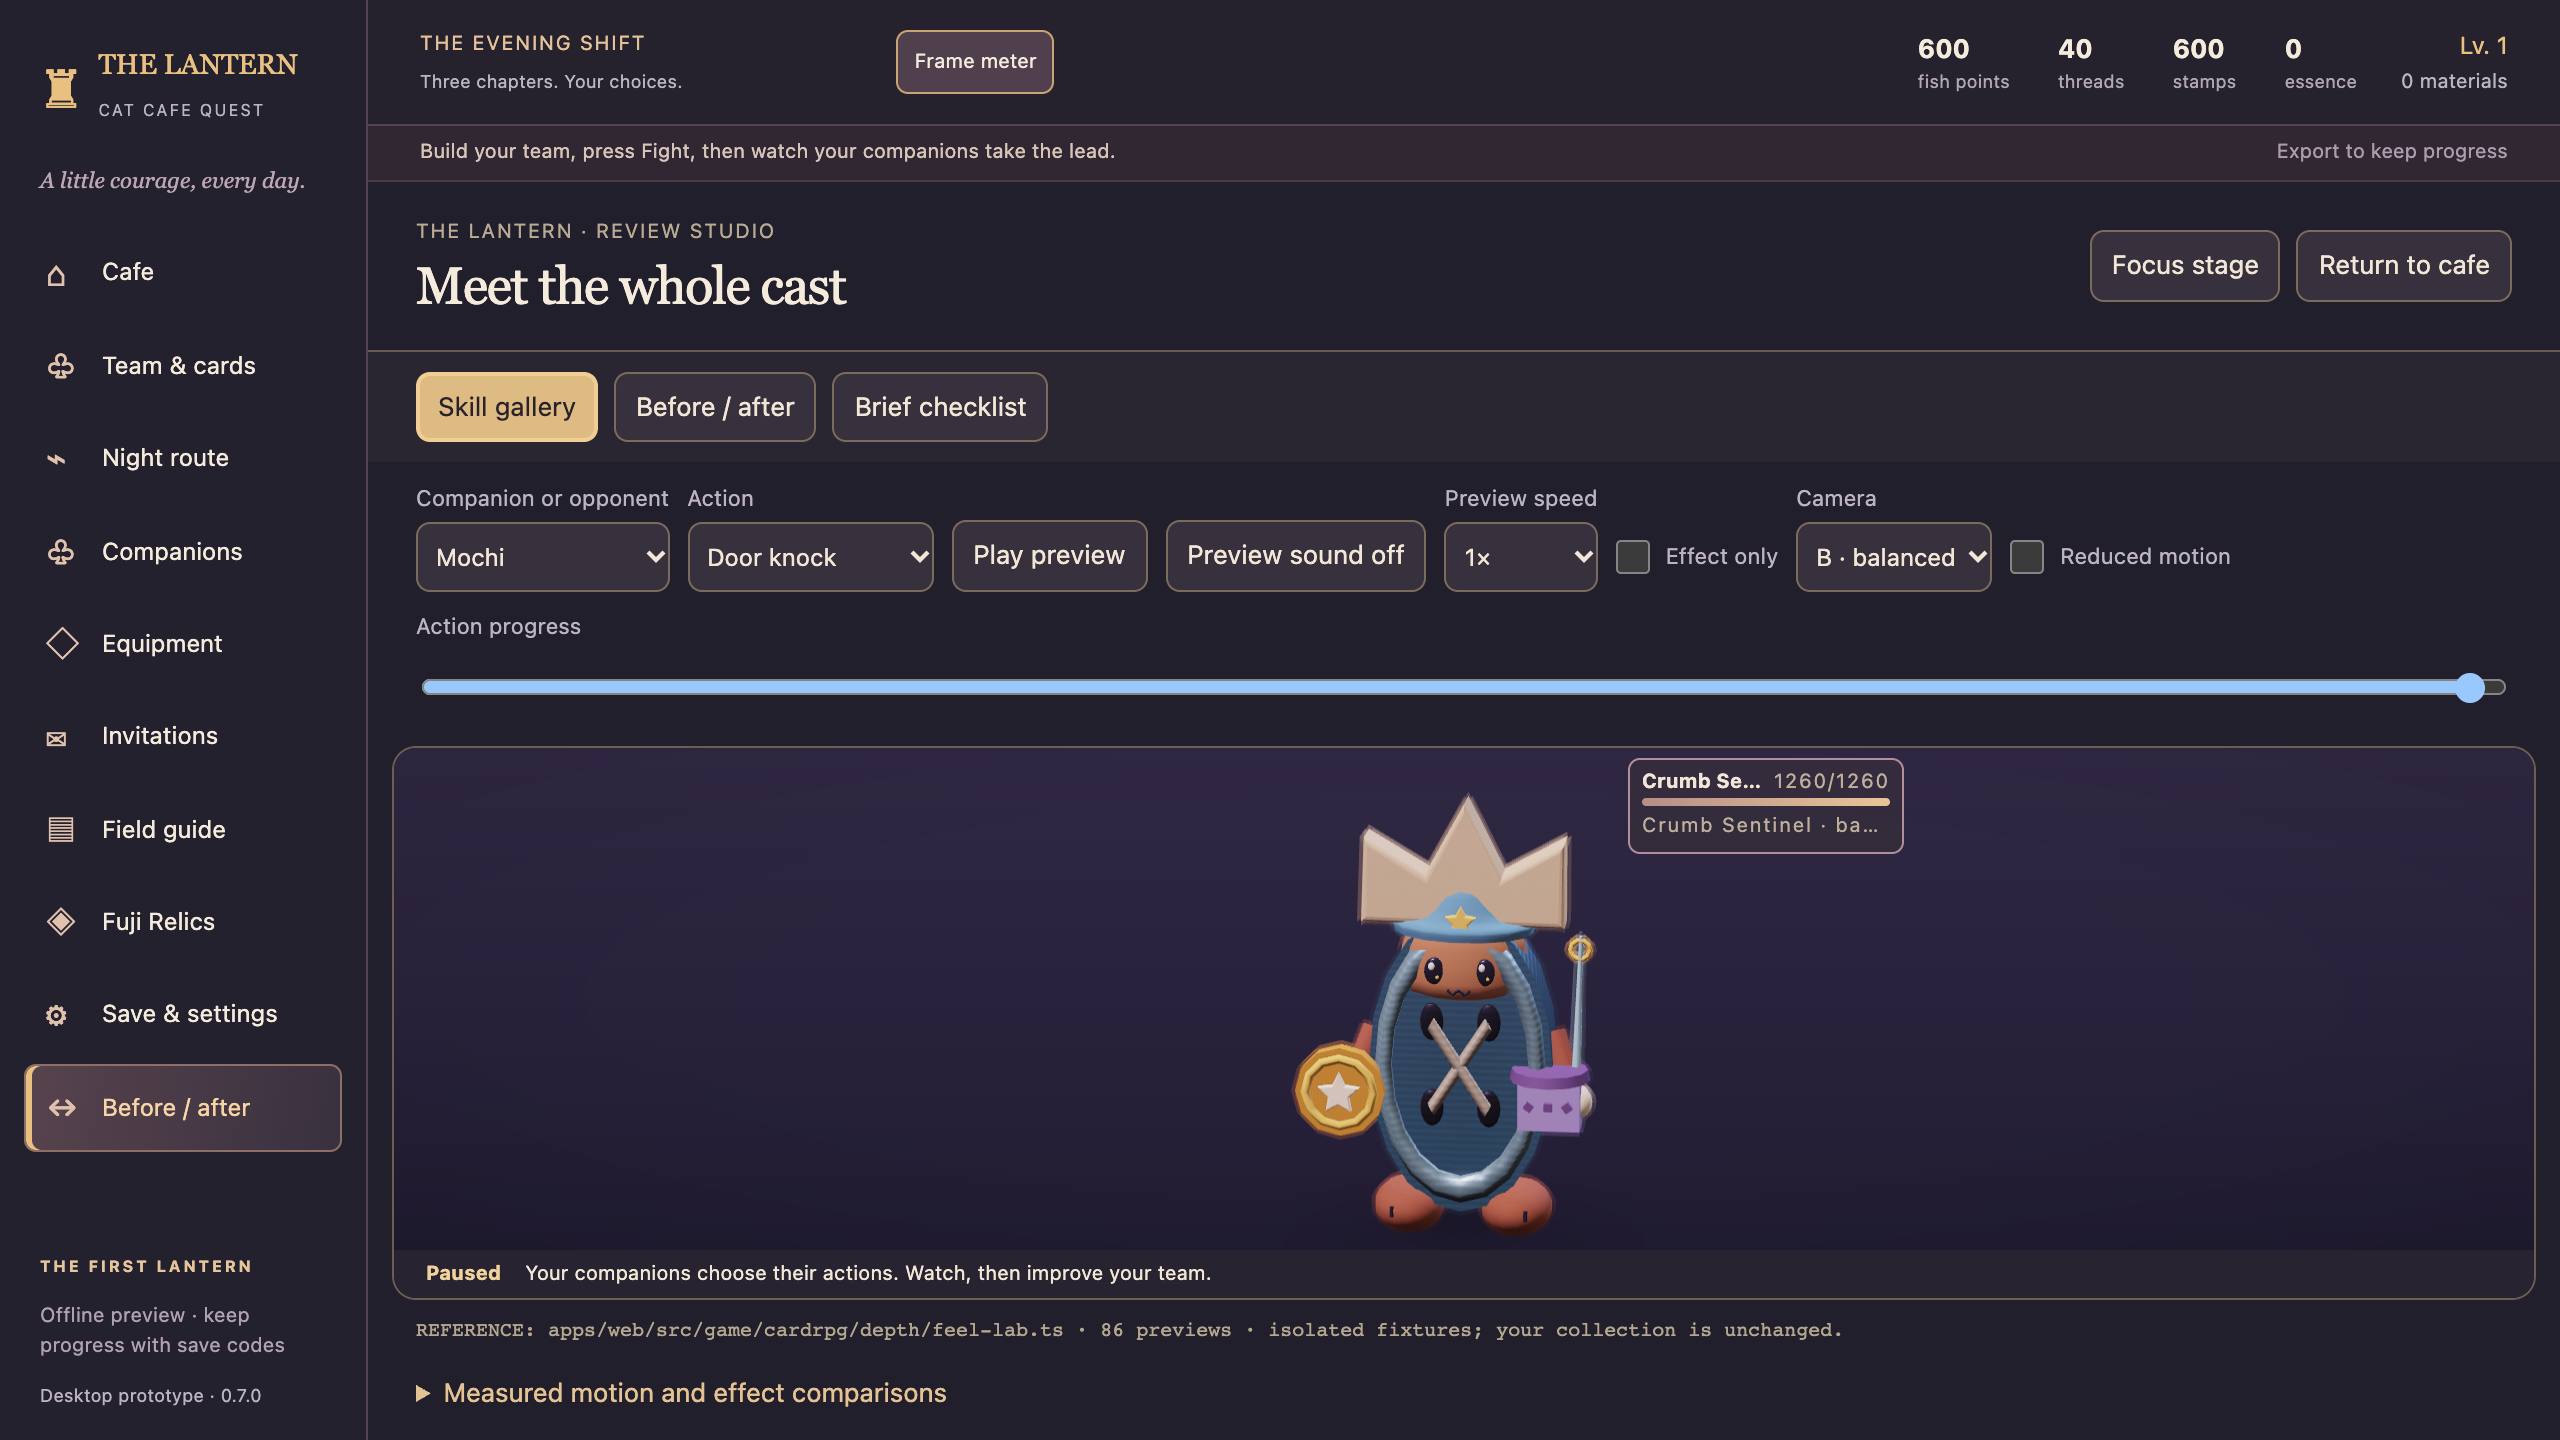 THE LANTERN
CAT CAFE QUEST
A little courage, every day.
Cafe
Team & cards
Night route
Companions
Equipment
Invitations
Field guide
Fuji Relics
Save & settings
Before / after
THE FIRST LANTERN
Offline preview · keep
progress with save codes
Desktop prototype · 0.7.0
THE EVENING SHIFT
Three chapters. Your choices.
Frame meter
600 fish points
40 threads
600 stamps
0 essence
Lv. 1
0 materials
Build your team, press Fight, then watch your companions take the lead.
Export to keep progress
THE LANTERN · REVIEW STUDIO
Meet the whole cast
Focus stage
Return to cafe
Skill gallery
Before / after
Brief checklist
Companion or opponent
Mochi
Action
Door knock
Play preview
Preview sound off
Preview speed
1×
Effect only
Camera
B · balanced
Reduced motion
Action progress
Crumb Se... 1260/1260
Crumb Sentinel · ba...
Paused Your companions choose their actions. Watch, then improve your team.
REFERENCE: apps/web/src/game/cardrpg/depth/feel-lab.ts · 86 previews · isolated fixtures; your collection is unchanged.
Measured motion and effect comparisons